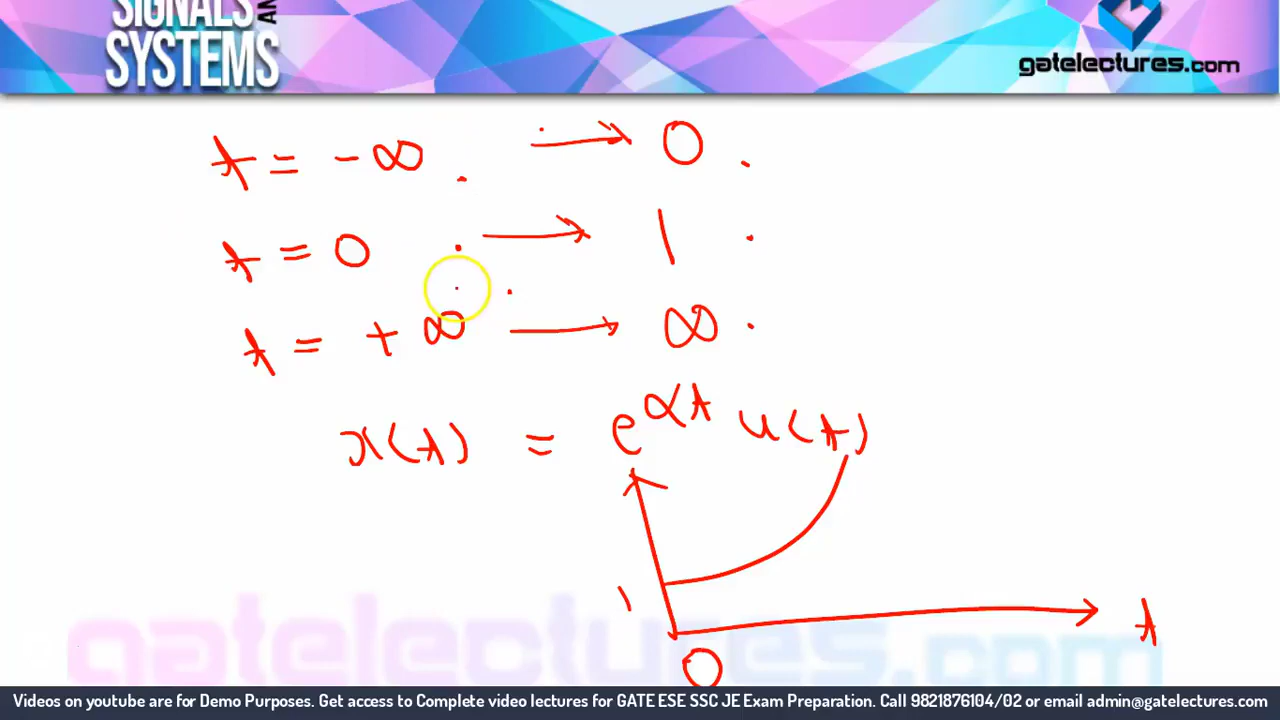 SIGNALS AND
SYSTEMS
gatelectures.com
t = -∞ . → 0 .
t = 0 . → 1 .
t = +∞ . → ∞ .
x(t) = e^αt u(t)
1
t
0
gatelectures.com
Videos on youtube are for Demo Purposes. Get access to Complete video lectures for GATE ESE SSC JE Exam Preparation. Call 9821876104/02 or email admin@gatelectures.com